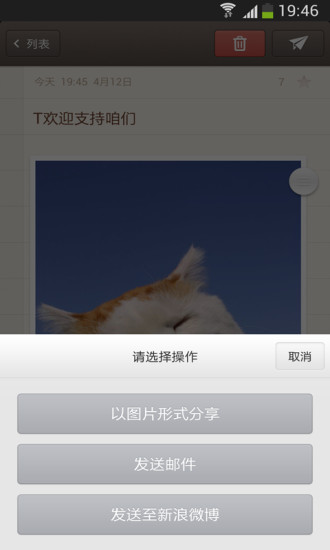 19:46
列表
今天 19:45 4月12日 7
T欢迎支持咱们
请选择操作 取消
以图片形式分享
发送邮件
发送至新浪微博